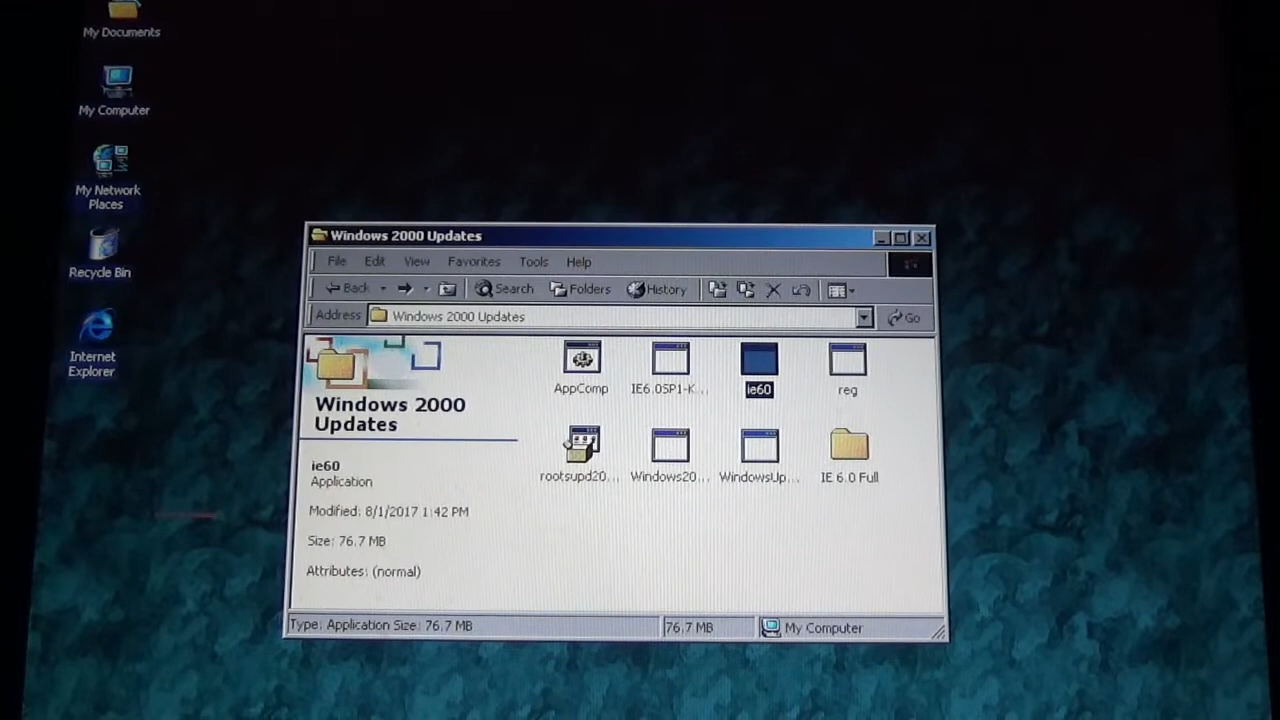 My Documents
My Computer
My Network
Places
Recycle Bin
Internet
Explorer
Windows 2000 Updates
File Edit View Favorites Tools Help
Back Search Folders History
Address Windows 2000 Updates Go
Windows 2000
Updates
ie60
Application
Modified: 8/1/2017 1:42 PM
Size: 76.7 MB
Attributes: (normal)
AppComp IE6.0SP1-K... ie60 reg
rootsupd20... Windows20... WindowsUp... IE 6.0 Full
Type: Application Size: 76.7 MB 76.7 MB My Computer